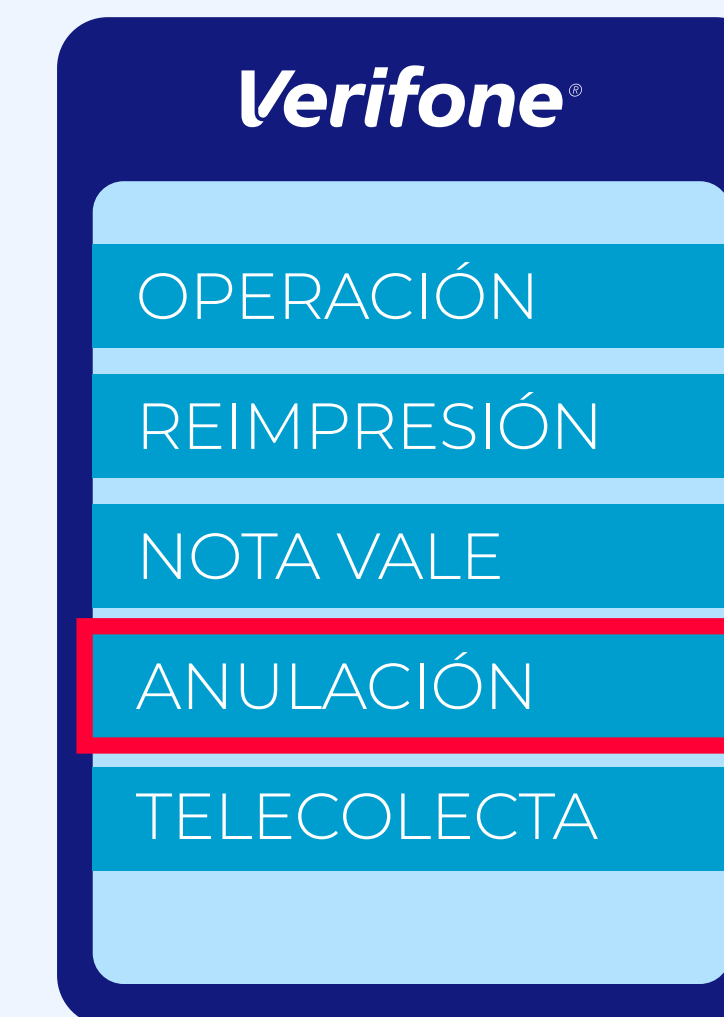 Verifone®
OPERACIÓN
REIMPRESIÓN
NOTA VALE
ANULACIÓN
TELECOLECTA